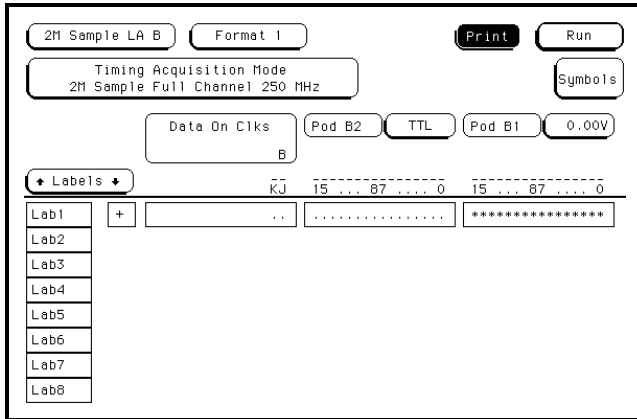 2M Sample LA B Format 1 Print Run
Timing Acquisition Mode
2M Sample Full Channel 250 MHz
Symbols
Data On Clks Pod B2 TTL Pod B1 0.00V
B
Labels
KJ 15 ... 87 .... 0 15 ... 87 .... 0
Lab1 + .. ................ ****************
Lab2
Lab3
Lab4
Lab5
Lab6
Lab7
Lab8